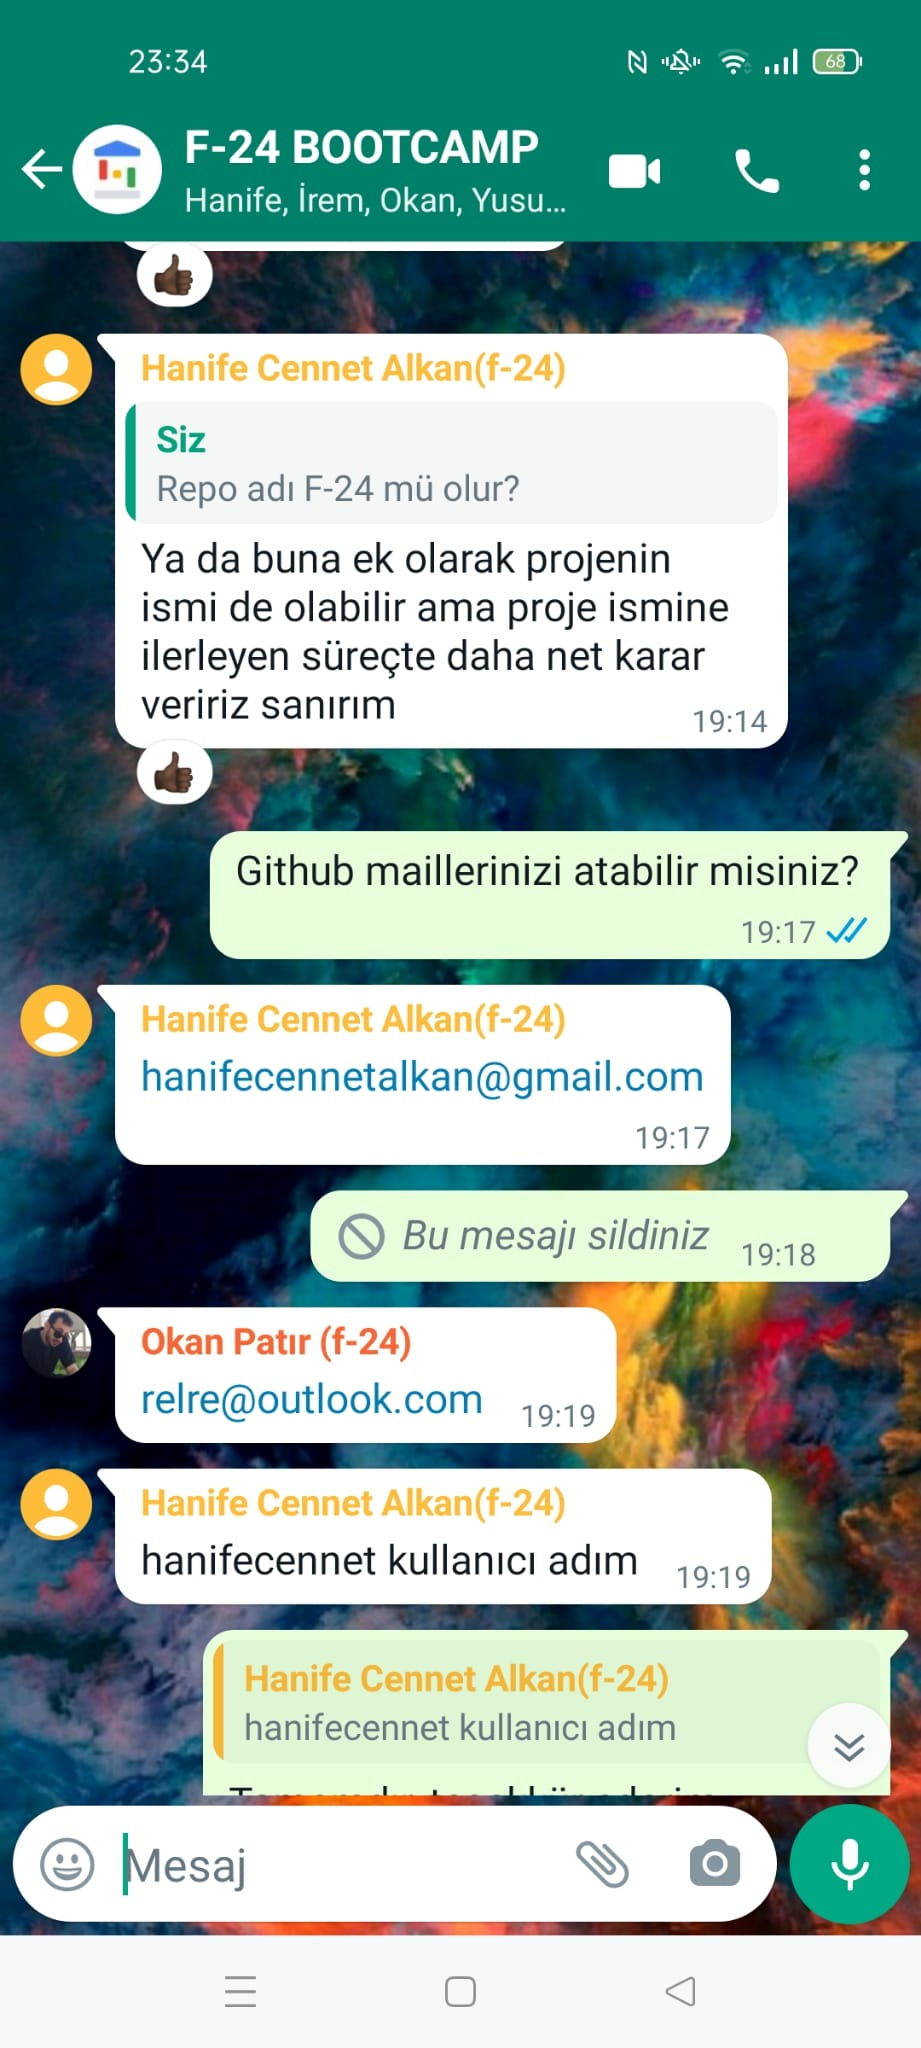 23:34
68
F-24 BOOTCAMP
Hanife, İrem, Okan, Yusu...
Hanife Cennet Alkan(f-24)
Siz
Repo adı F-24 mü olur?
Ya da buna ek olarak projenin
ismi de olabilir ama proje ismine
ilerleyen süreçte daha net karar
veririz sanırım
19:14
Github maillerinizi atabilir misiniz?
19:17
Hanife Cennet Alkan(f-24)
hanifecennetalkan@gmail.com
19:17
Bu mesajı sildiniz
19:18
Okan Patır (f-24)
relre@outlook.com
19:19
Hanife Cennet Alkan(f-24)
hanifecennet kullanıcı adım
19:19
Hanife Cennet Alkan(f-24)
hanifecennet kullanıcı adım
Mesaj